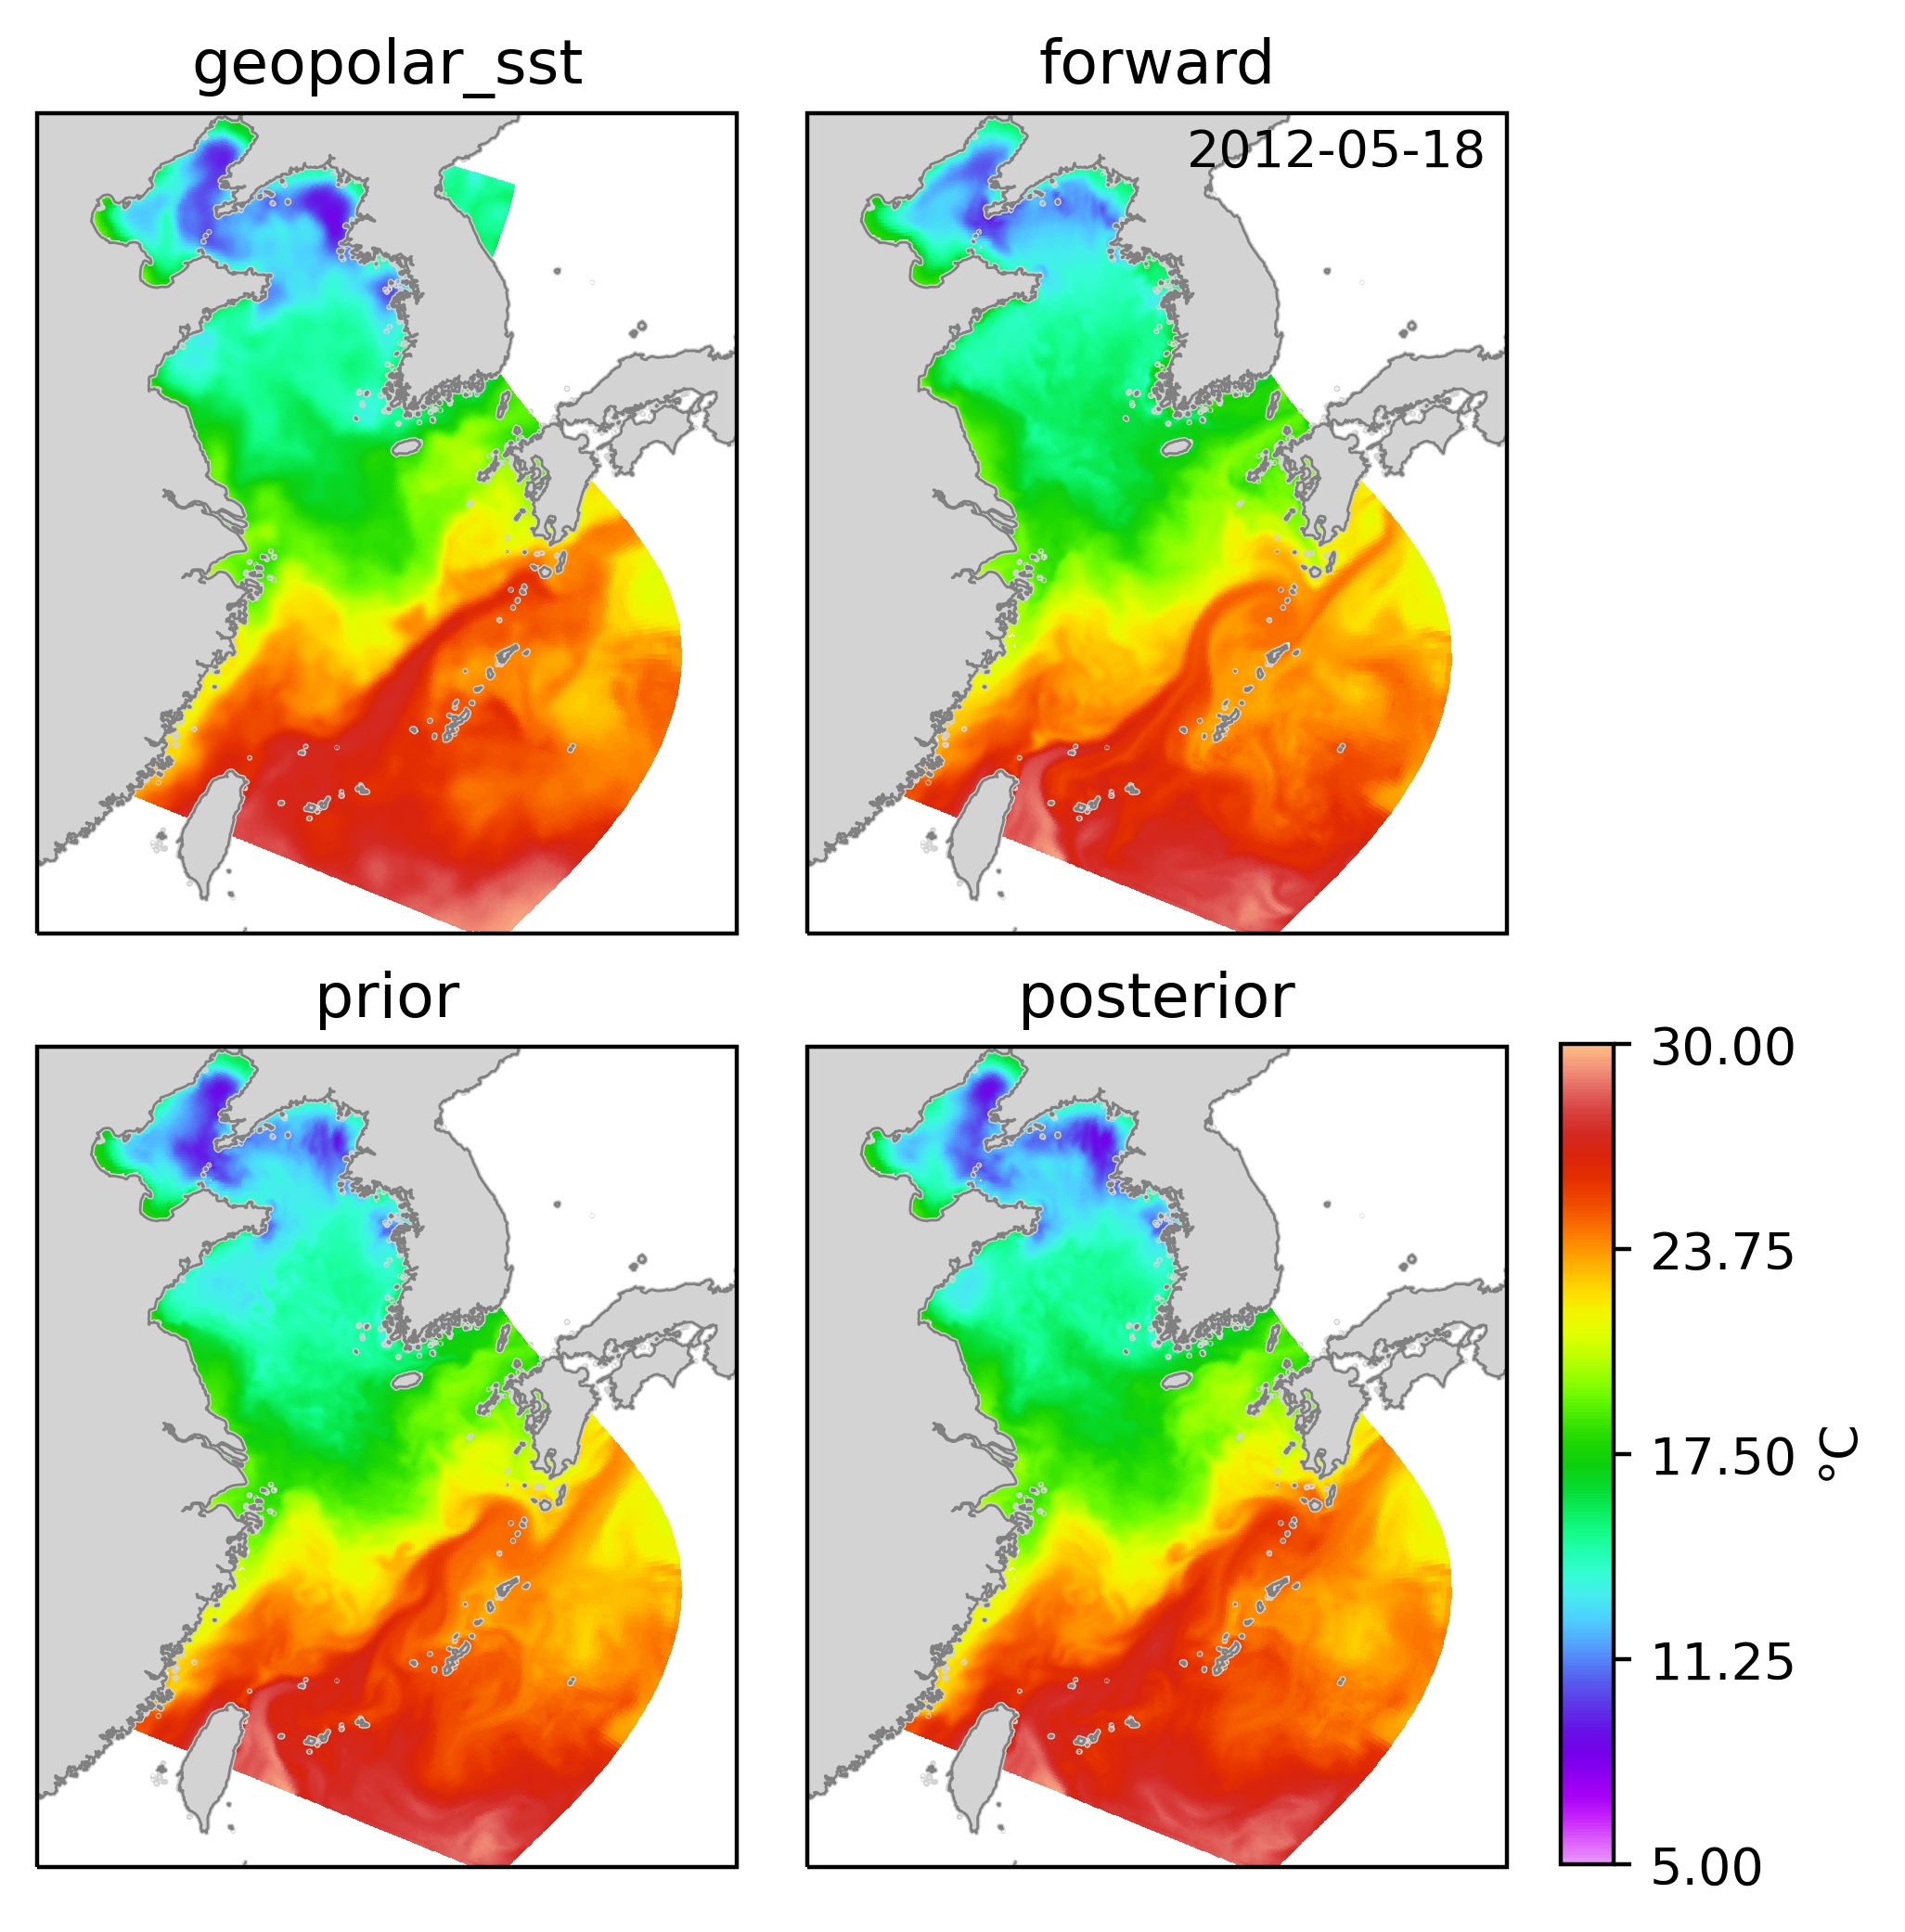 geopolar_sst
forward
2012-05-18
prior
posterior
30.00
23.75
17.50
11.25
5.00
°C